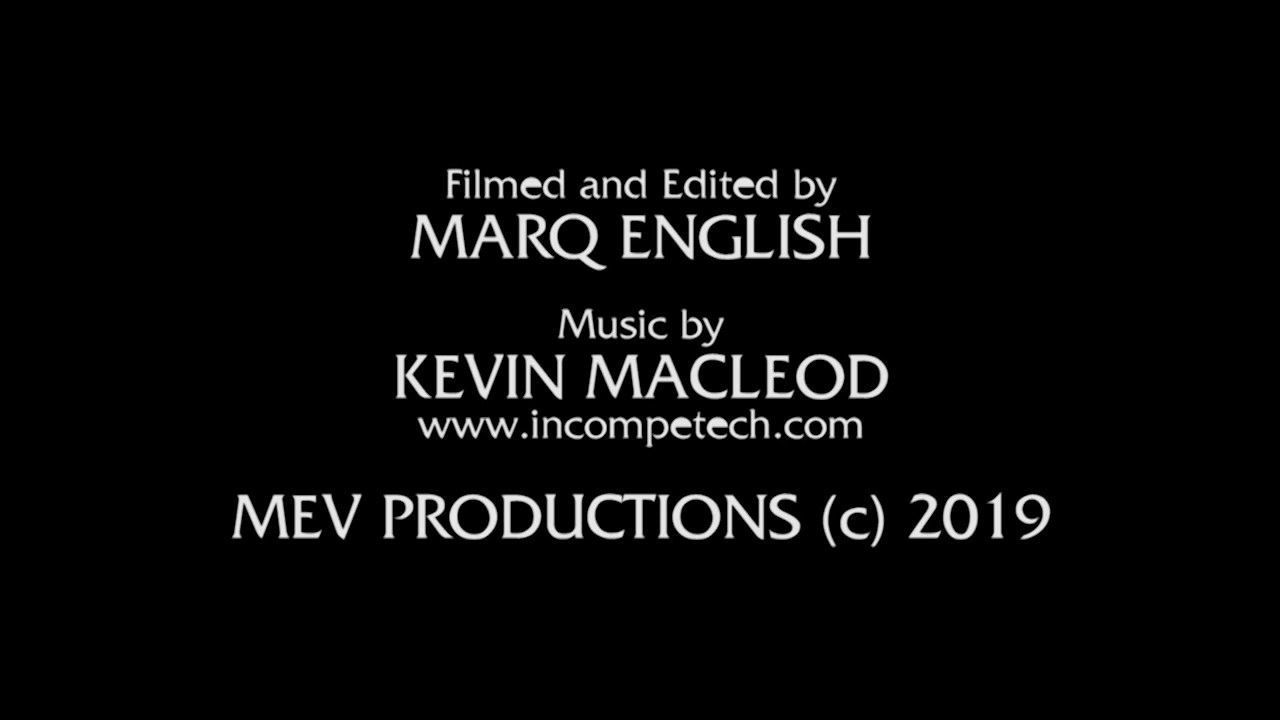 Filmed and Edited by
MARQ ENGLISH
Music by
KEVIN MACLEOD
www.incompetech.com
MEV PRODUCTIONS (c) 2019